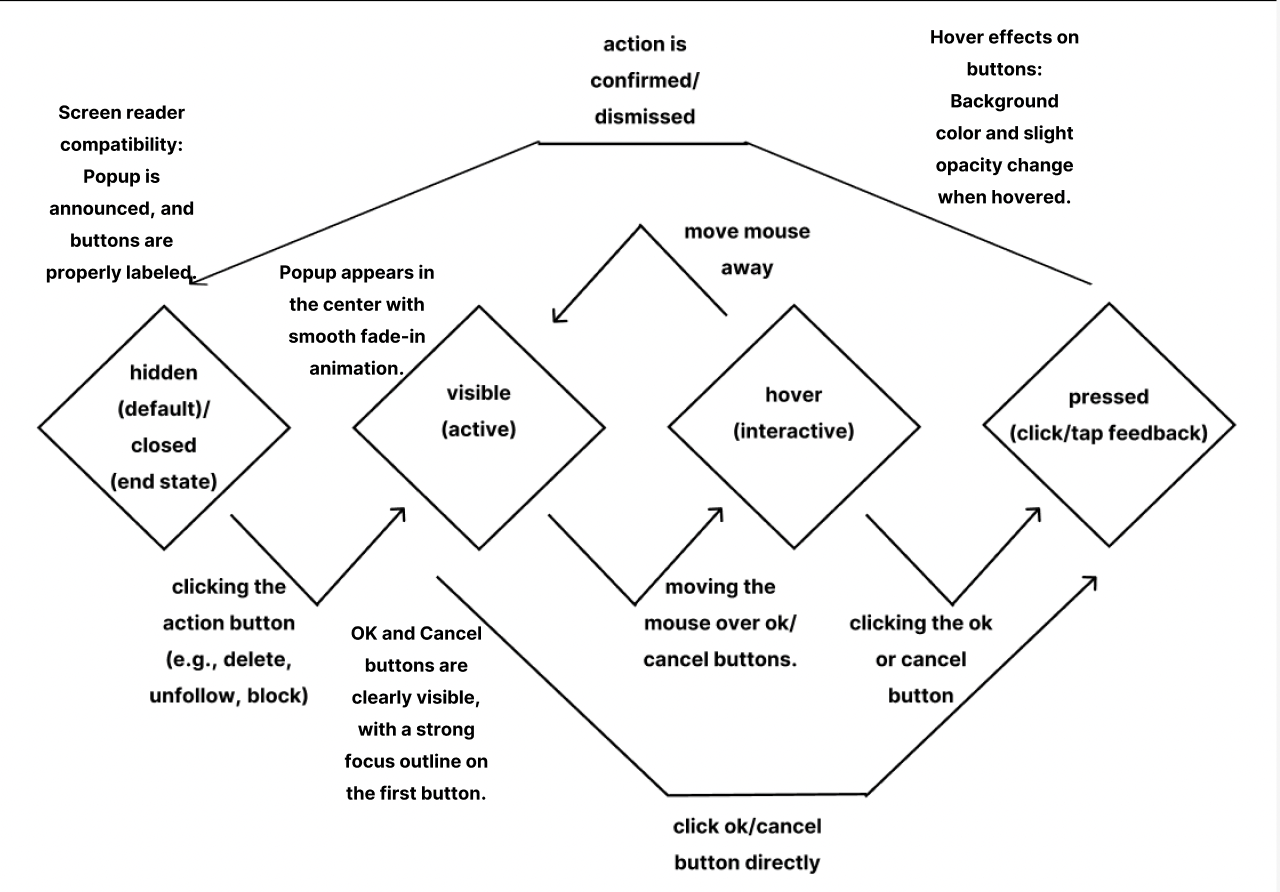 action is
confirmed/
dismissed
Hover effects on
buttons:
Background
color and slight
opacity change
when hovered.
Screen reader
compatibility:
Popup is
announced, and
buttons are
properly labeled.
move mouse
away
Popup appears in
the center with
smooth fade-in
animation.
hidden
(default)/
closed
(end state)
visible
(active)
hover
(interactive)
pressed
(click/tap feedback)
clicking the
action button
(e.g., delete,
unfollow, block)
OK and Cancel
buttons are
clearly visible,
with a strong
focus outline on
the first button.
moving the
mouse over ok/
cancel buttons.
clicking the ok
or cancel
button
click ok/cancel
button directly